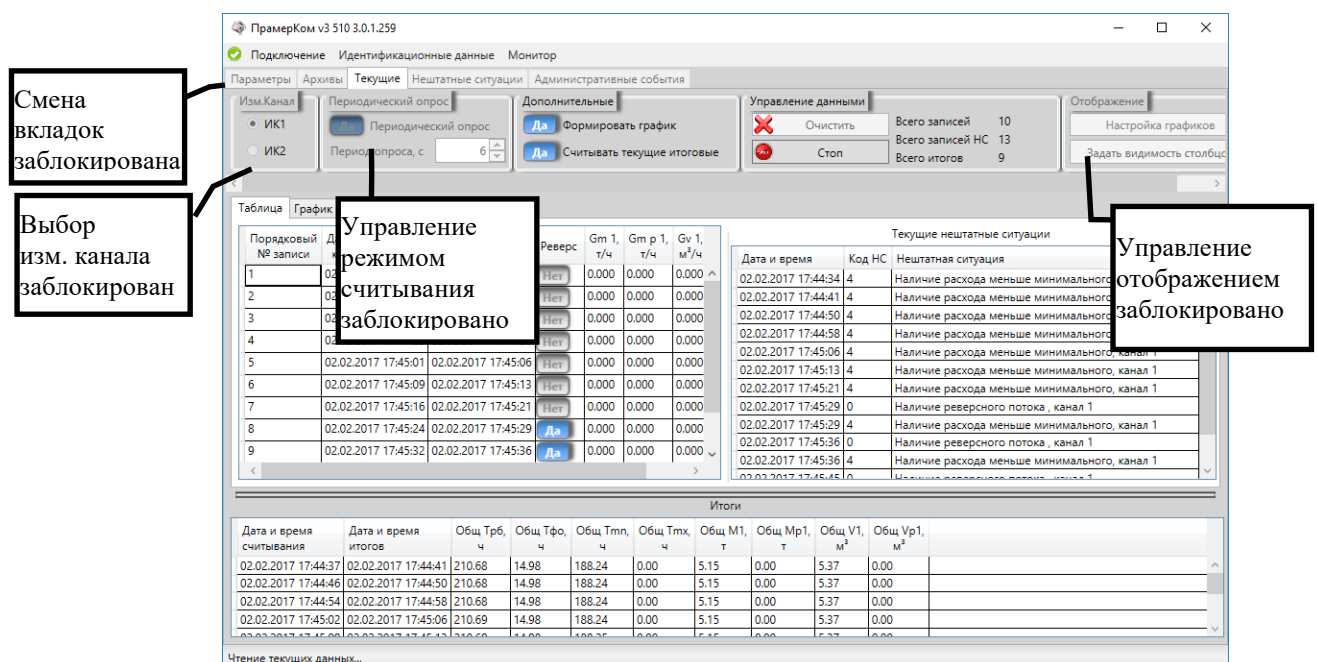 ПрамерКом v3 510 3.0.1.259
Подключение Идентификационные данные Монитор
Параметры Архивы Текущие Нештатные ситуации Административные события
Смена
вкладок
заблокирована
Изм.Канал
ИК1
ИК2
Периодический опрос
Да Периодический опрос
Период опроса, с 6
Дополнительные
Да Формировать график
Да Считывать текущие итоговые
Управление данными
Очистить
Стоп
Всего записей 10
Всего записей НС 13
Всего итогов 9
Отображение
Настройка графиков
Задать видимость столбцо
Выбор
изм. канала
заблокирован
Управление
режимом
считывания
заблокировано
Управление
отображением
заблокировано
Таблица График
Порядковый № записи Реверс Gm 1, т/ч Gm p 1, т/ч Gv 1, м³/ч
1 02 Нет 0.000 0.000 0.000
2 02 Нет 0.000 0.000 0.000
3 02 Нет 0.000 0.000 0.000
4 02 Нет 0.000 0.000 0.000
5 02.02.2017 17:45:01 02.02.2017 17:45:06 Нет 0.000 0.000 0.000
6 02.02.2017 17:45:09 02.02.2017 17:45:13 Нет 0.000 0.000 0.000
7 02.02.2017 17:45:16 02.02.2017 17:45:21 Нет 0.000 0.000 0.000
8 02.02.2017 17:45:24 02.02.2017 17:45:29 Да 0.000 0.000 0.000
9 02.02.2017 17:45:32 02.02.2017 17:45:36 Да 0.000 0.000 0.000
Текущие нештатные ситуации
Дата и время Код НС Нештатная ситуация
02.02.2017 17:44:34 4 Наличие расхода меньше минимального
02.02.2017 17:44:41 4 Наличие расхода меньше минимального
02.02.2017 17:44:50 4 Наличие расхода меньше минимального
02.02.2017 17:44:58 4 Наличие расхода меньше минимального
02.02.2017 17:45:06 4 Наличие расхода меньше минимального, канал 1
02.02.2017 17:45:13 4 Наличие расхода меньше минимального, канал 1
02.02.2017 17:45:21 4 Наличие расхода меньше минимального, канал 1
02.02.2017 17:45:29 0 Наличие реверсного потока , канал 1
02.02.2017 17:45:29 4 Наличие расхода меньше минимального, канал 1
02.02.2017 17:45:36 0 Наличие реверсного потока , канал 1
02.02.2017 17:45:36 4 Наличие расхода меньше минимального, канал 1
02.02.2017 17:45:45 0 Наличие реверсного потока , канал 1
Итоги
Дата и время считывания Дата и время итогов Общ Tрб, ч Общ Tфо, ч Общ Tmn, ч Общ Tmx, ч Общ M1, т Общ Mp1, т Общ V1, м³ Общ Vp1, м³
02.02.2017 17:44:37 02.02.2017 17:44:41 210.68 14.98 188.24 0.00 5.15 0.00 5.37 0.00
02.02.2017 17:44:46 02.02.2017 17:44:50 210.68 14.98 188.24 0.00 5.15 0.00 5.37 0.00
02.02.2017 17:44:54 02.02.2017 17:44:58 210.68 14.98 188.24 0.00 5.15 0.00 5.37 0.00
02.02.2017 17:45:02 02.02.2017 17:45:06 210.69 14.98 188.24 0.00 5.15 0.00 5.37 0.00
Чтение текущих данных...